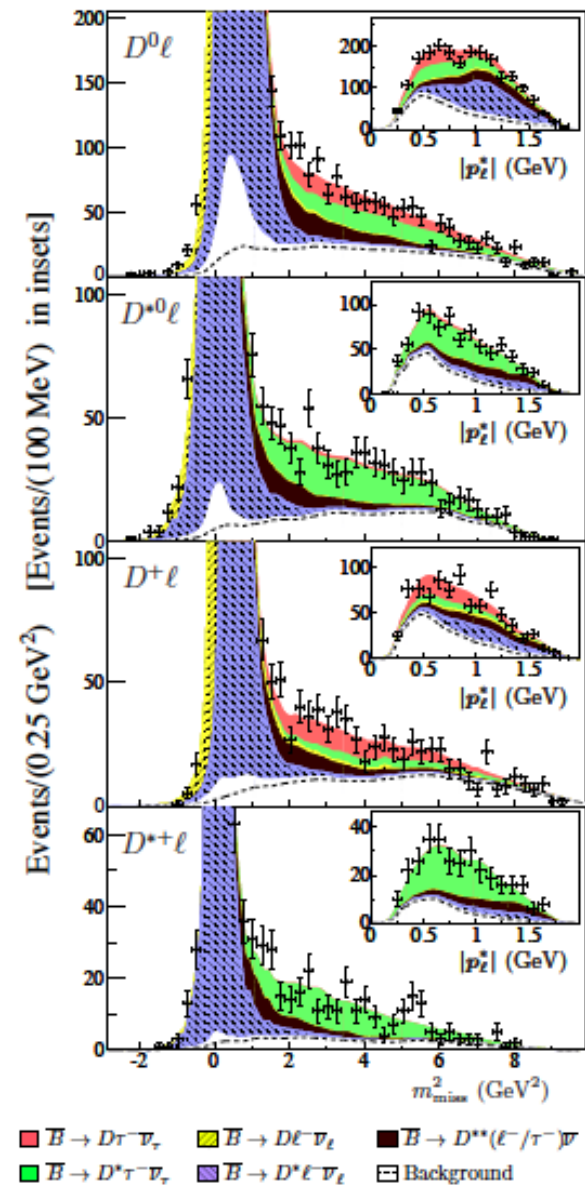 Events/(0.25 GeV²) [Events/(100 MeV) in insets]
D⁰ℓ
200
150
100
50
0
200
100
0
0 0.5 1 1.5
|p*ℓ| (GeV)
D*⁰ℓ
100
50
0
100
50
0
0 0.5 1 1.5
|p*ℓ| (GeV)
D⁺ℓ
100
50
0
100
50
0
0 0.5 1 1.5
|p*ℓ| (GeV)
D*⁺ℓ
60
40
20
0
40
20
0
0 0.5 1 1.5
|p*ℓ| (GeV)
-2 0 2 4 6 8
m²miss (GeV²)
B̅ → Dτ⁻ν̅τ B̅ → Dℓ⁻ν̅ℓ B̅ → D**(ℓ⁻/τ⁻)ν̅
B̅ → D*τ⁻ν̅τ B̅ → D*ℓ⁻ν̅ℓ Background